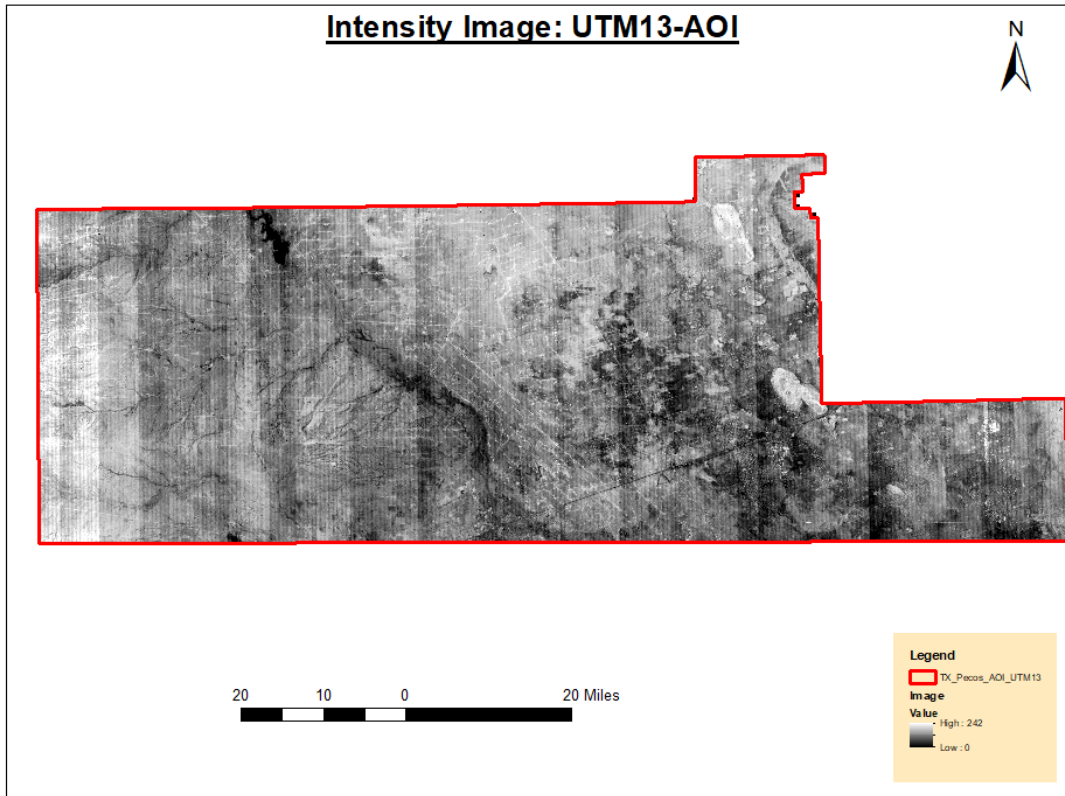 Intensity Image: UTM13-AOI
N
20 10 0 20 Miles
Legend
TX_Pecos_AOI_UTM13
Image
Value
High : 242
Low : 0